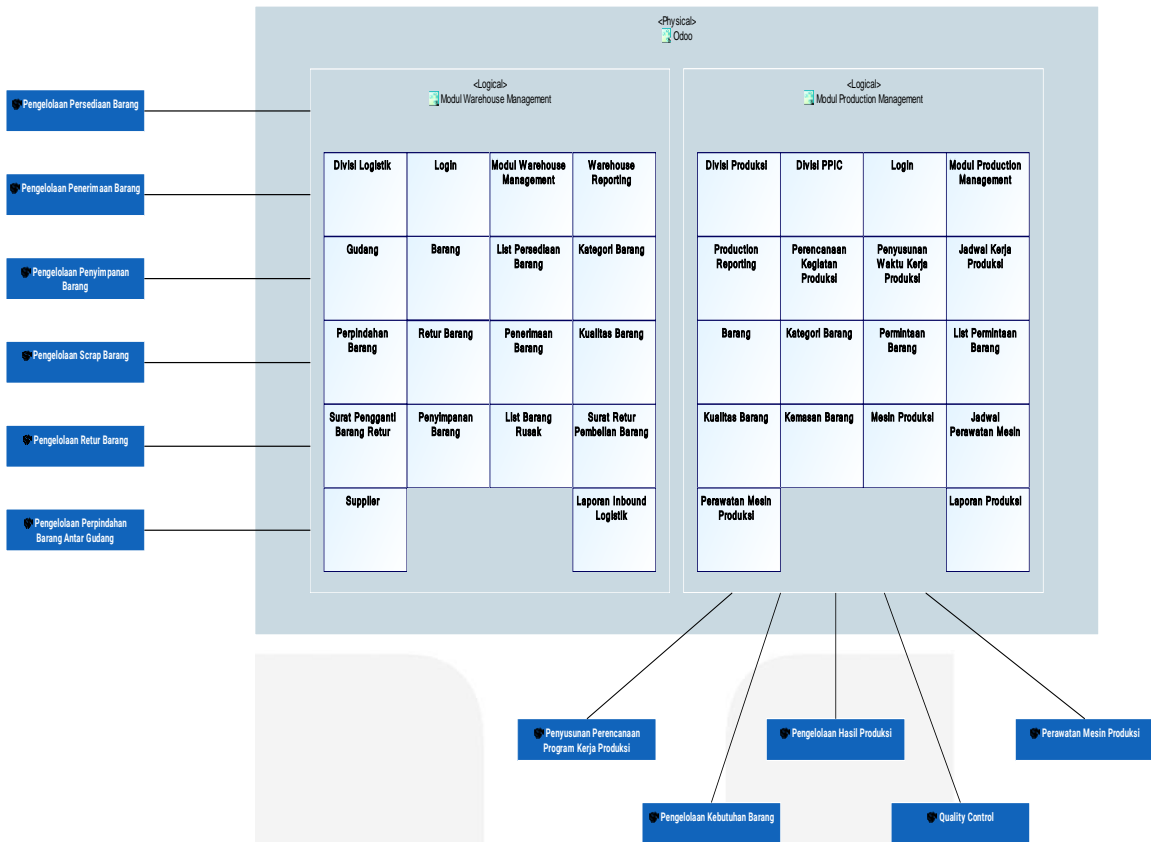 <Physical>
Odoo
<Logical>
Modul Warehouse Management
Divisi Logistik
Login
Modul Warehouse
Management
Warehouse
Reporting
Gudang
Barang
List Persediaan
Barang
Kategori Barang
Perpindahan
Barang
Retur Barang
Penerimaan
Barang
Kualitas Barang
Surat Pengganti
Barang Retur
Penyimpanan
Barang
List Barang
Rusak
Surat Retur
Pembelian Barang
Supplier
Laporan Inbound
Logistik
<Logical>
Modul Production Management
Divisi Produksi
Divisi PPIC
Login
Modul Production
Management
Production
Reporting
Perencanaan
Kegiatan
Produksi
Penyusunan
Waktu Kerja
Produksi
Jadwal Kerja
Produksi
Barang
Kategori Barang
Permintaan
Barang
List Permintaan
Barang
Kualitas Barang
Kemasan Barang
Mesin Produksi
Jadwal
Perawatan Mesin
Perawatan Mesin
Produksi
Laporan Produksi
Pengelolaan Persediaan Barang
Pengelolaan Penerimaan Barang
Pengelolaan Penyimpanan
Barang
Pengelolaan Scrap Barang
Pengelolaan Retur Barang
Pengelolaan Perpindahan
Barang Antar Gudang
Penyusunan Perencanaan
Program Kerja Produksi
Pengelolaan Hasil Produksi
Perawatan Mesin Produksi
Pengelolaan Kebutuhan Barang
Quality Control